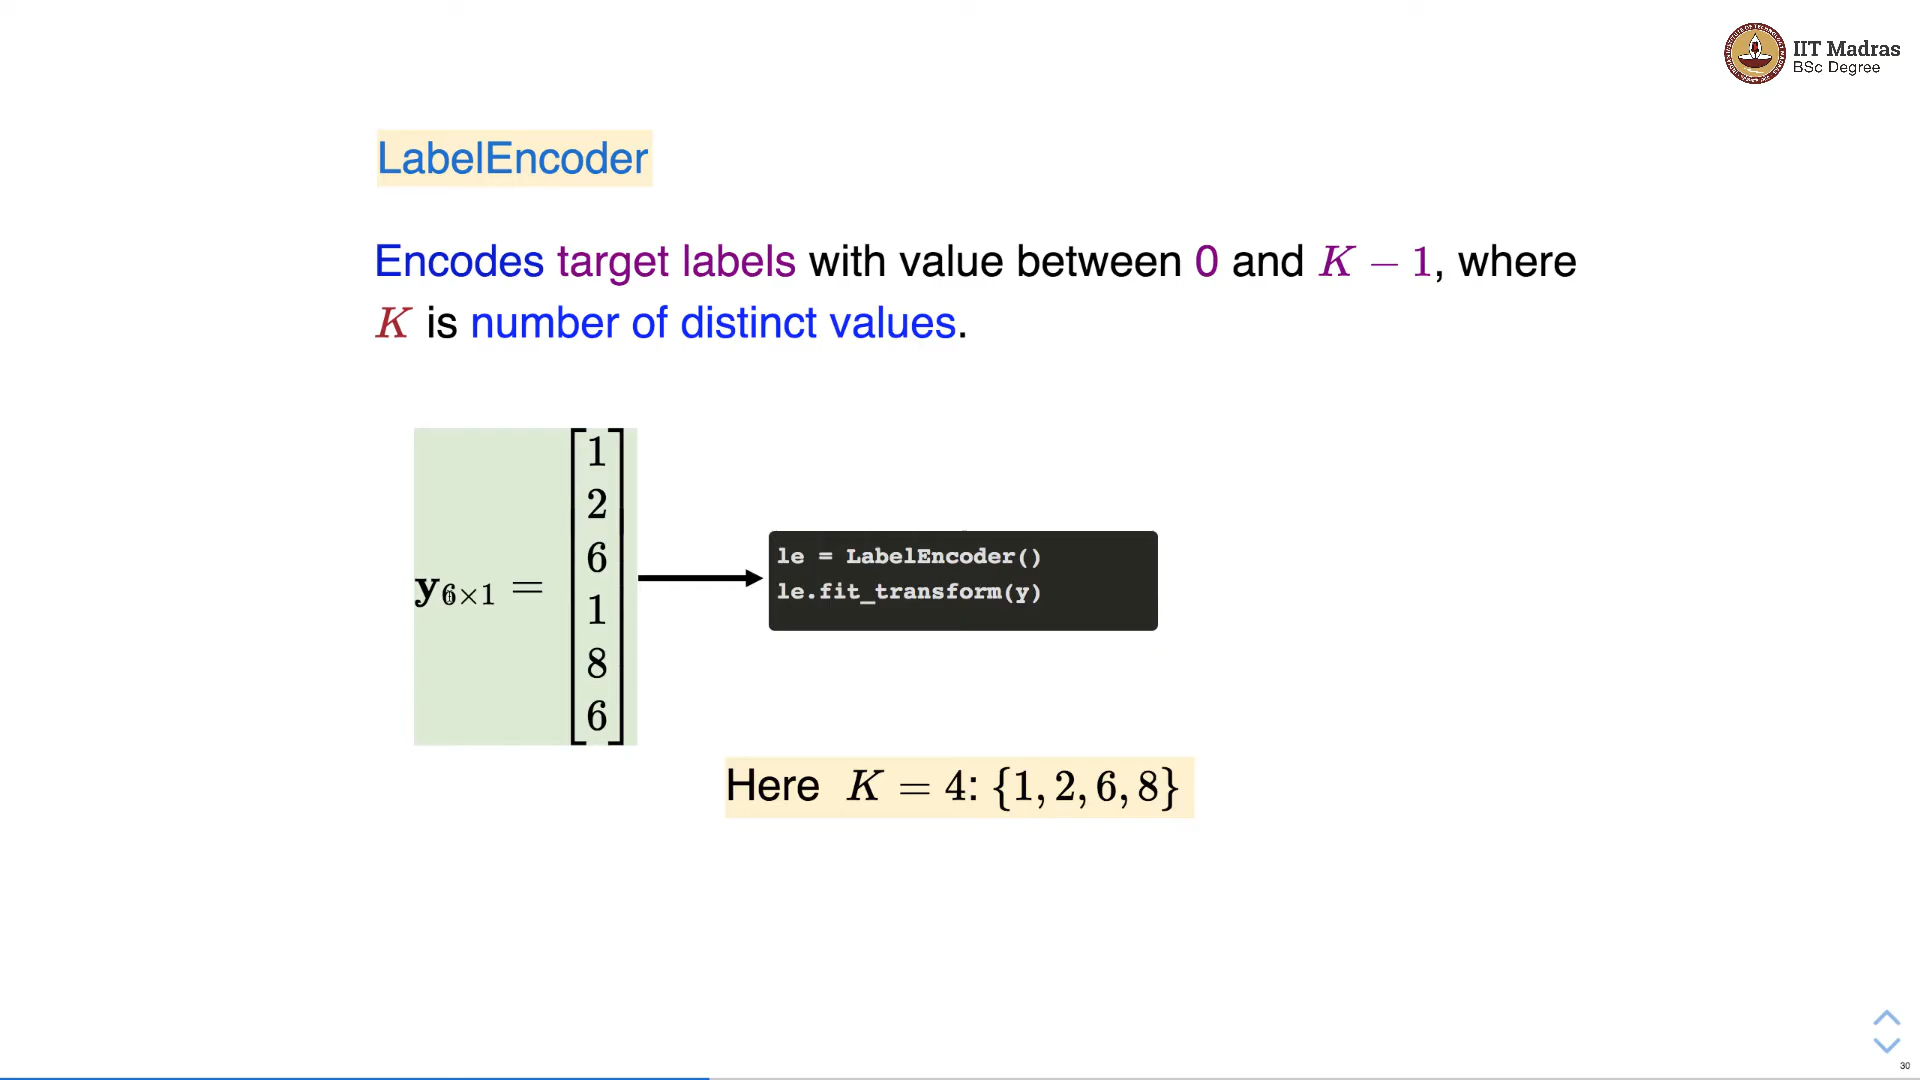 IIT Madras
BSc Degree
LabelEncoder
Encodes target labels with value between 0 and K − 1, where
K is number of distinct values.
y6×1 =
1
2
6
1
8
6
le = LabelEncoder()
le.fit_transform(y)
Here K = 4: {1, 2, 6, 8}
30